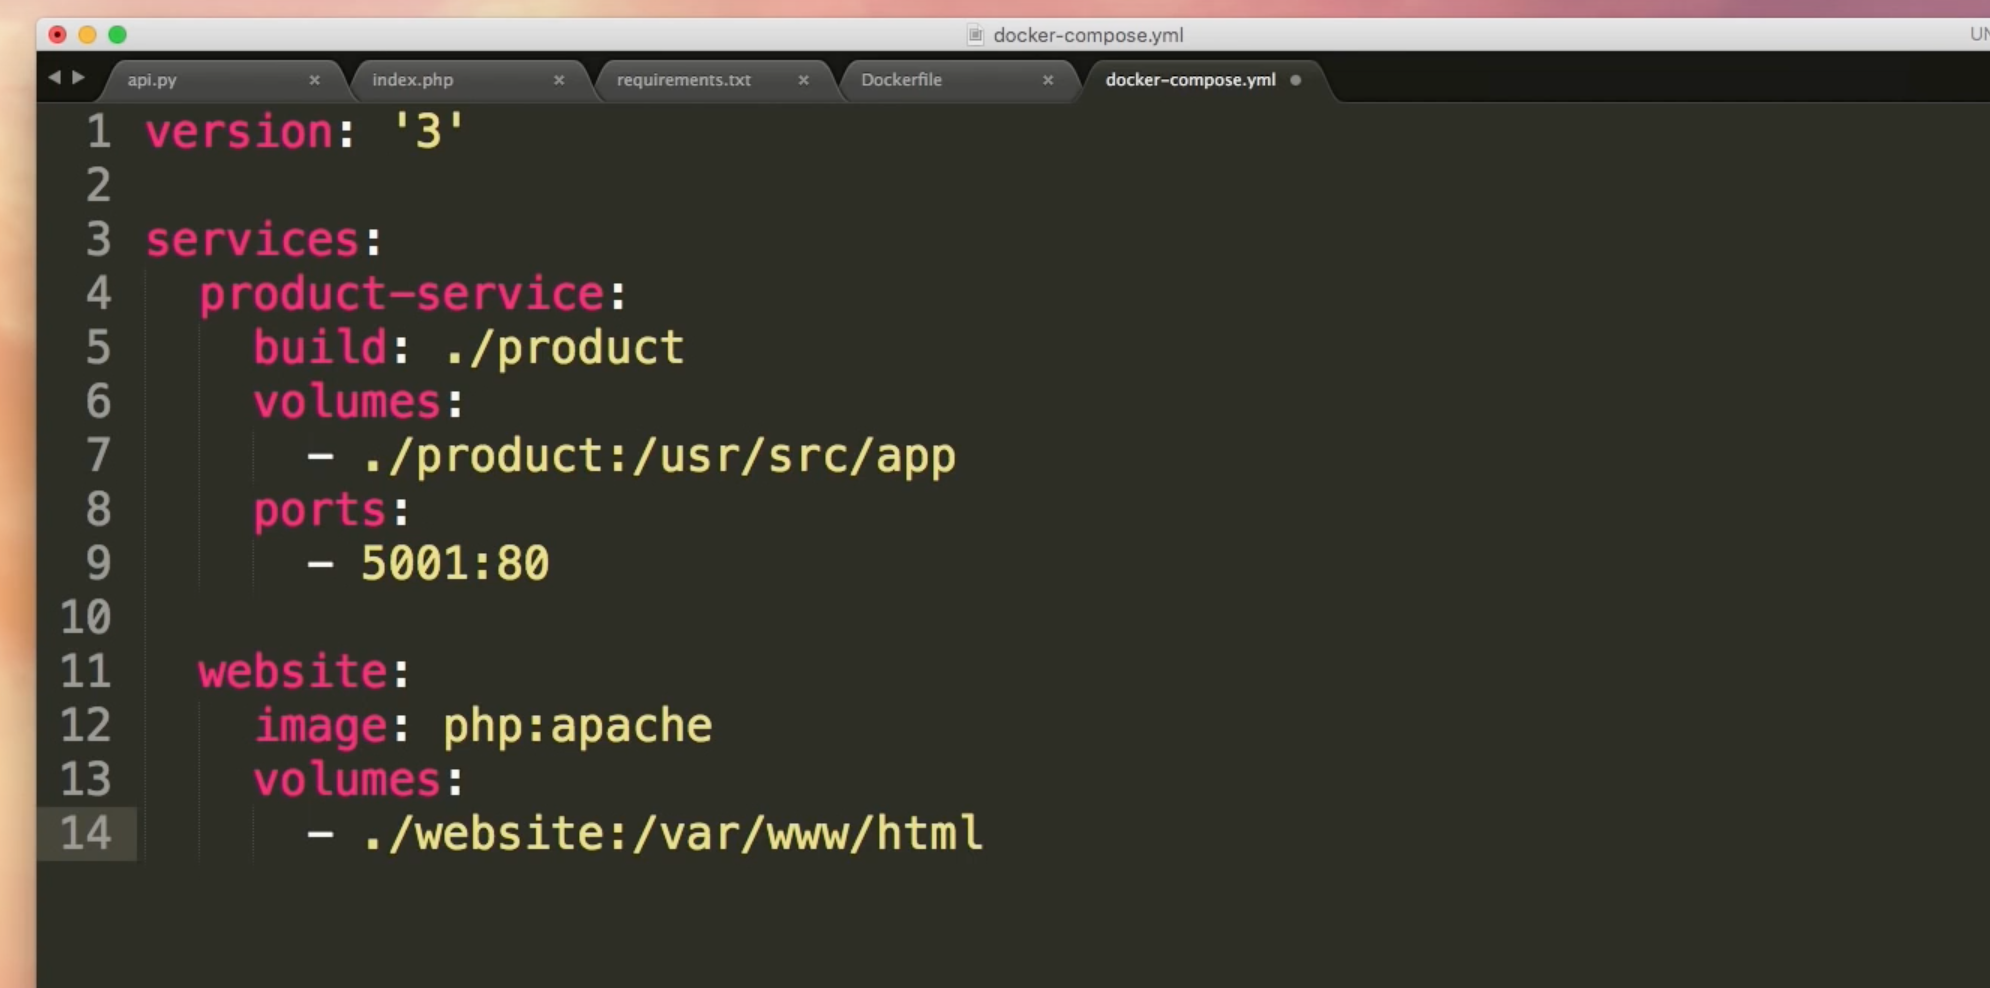 docker-compose.yml
UN
api.py
index.php
requirements.txt
Dockerfile
docker-compose.yml
1 version: '3'
2
3 services:
4   product-service:
5     build: ./product
6     volumes:
7       - ./product:/usr/src/app
8     ports:
9       - 5001:80
10
11   website:
12     image: php:apache
13     volumes:
14       - ./website:/var/www/html